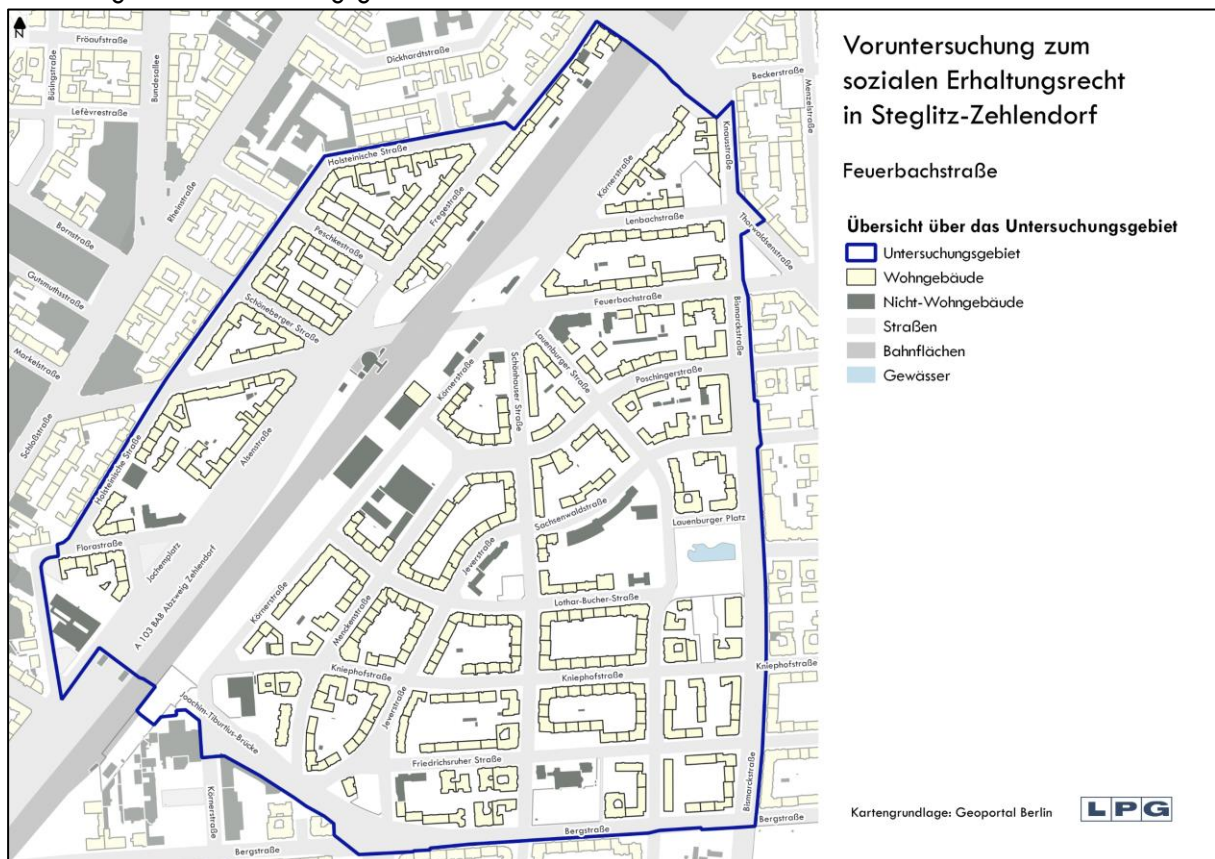 N
Voruntersuchung zum
sozialen Erhaltungsrecht
in Steglitz-Zehlendorf
Feuerbachstraße
Übersicht über das Untersuchungsgebiet
Untersuchungsgebiet
Wohngebäude
Nicht-Wohngebäude
Straßen
Bahnflächen
Gewässer
Kartengrundlage: Geoportal Berlin
LPG
Fröaufstraße
Büsingstraße
Bundesallee
Dickhardtstraße
Lefèvrestraße
Beckerstraße
Menzelstraße
Knausstraße
Holsteinische Straße
Körnerstraße
Rheinstraße
Fregestraße
Bornstraße
Lenbachstraße
Thorwaldsenstraße
Peschkestraße
Gutsmuthsstraße
Schöneberger Straße
Feuerbachstraße
Bismarckstraße
Markelstraße
Lauenburger Straße
Körnerstraße
Schönhauser Straße
Poschingerstraße
Schloßstraße
Holsteinische Straße
Alsenstraße
Sachsenwaldstraße
Lauenburger Platz
Florastraße
Jochemplatz
Jeverstraße
A 103 BAB Abzweig Zehlendorf
Körnerstraße
Lothar-Bucher-Straße
Menckenstraße
Kniephofstraße
Kniephofstraße
Kniephofstraße
Joachim-Tiburtius-Brücke
Jeverstraße
Friedrichsruher Straße
Bismarckstraße
Körnerstraße
Bergstraße
Bergstraße